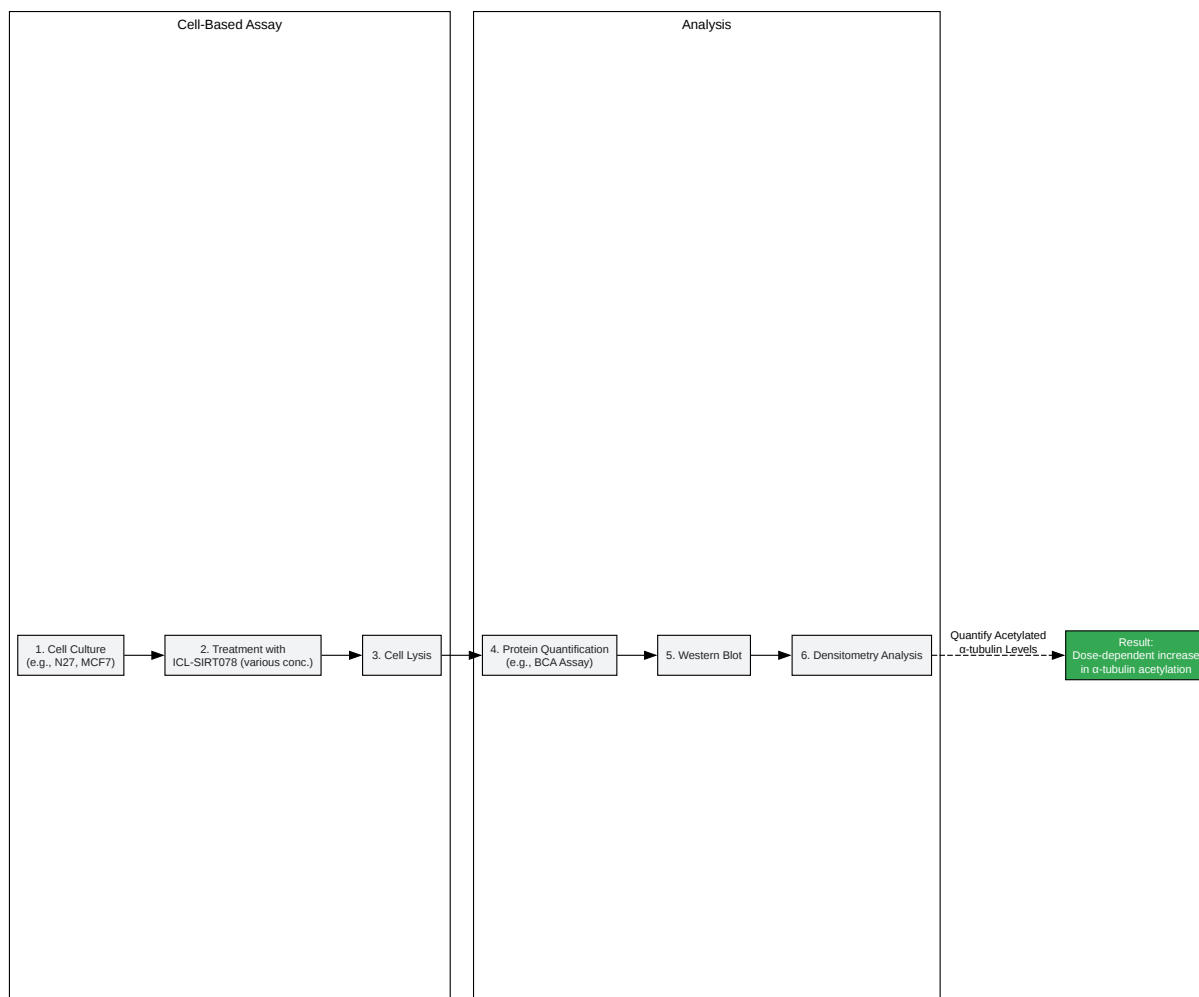 Cell-Based Assay
Analysis
1. Cell Culture
(e.g., N27, MCF7)
2. Treatment with
ICL-SIRT078 (various conc.)
3. Cell Lysis
4. Protein Quantification
(e.g., BCA Assay)
5. Western Blot
6. Densitometry Analysis
Quantify Acetylated
α-tubulin Levels
Result:
Dose-dependent increase
in α-tubulin acetylation